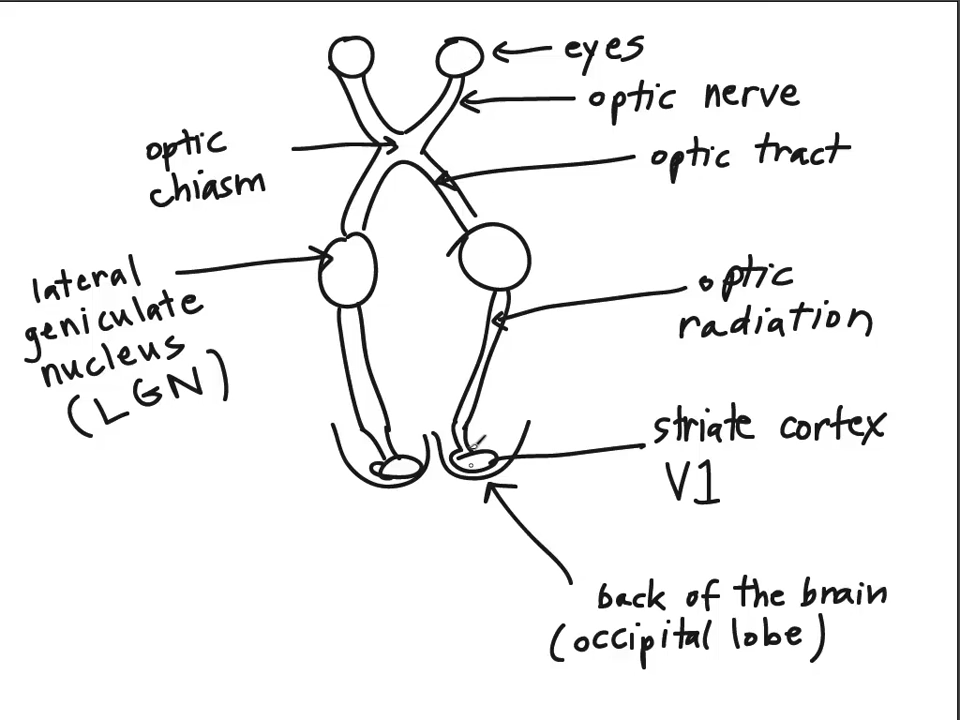 eyes
optic nerve
optic
chiasm
optic tract
lateral
geniculate
nucleus
(LGN)
optic
radiation
striate cortex
V1
back of the brain
(occipital lobe)